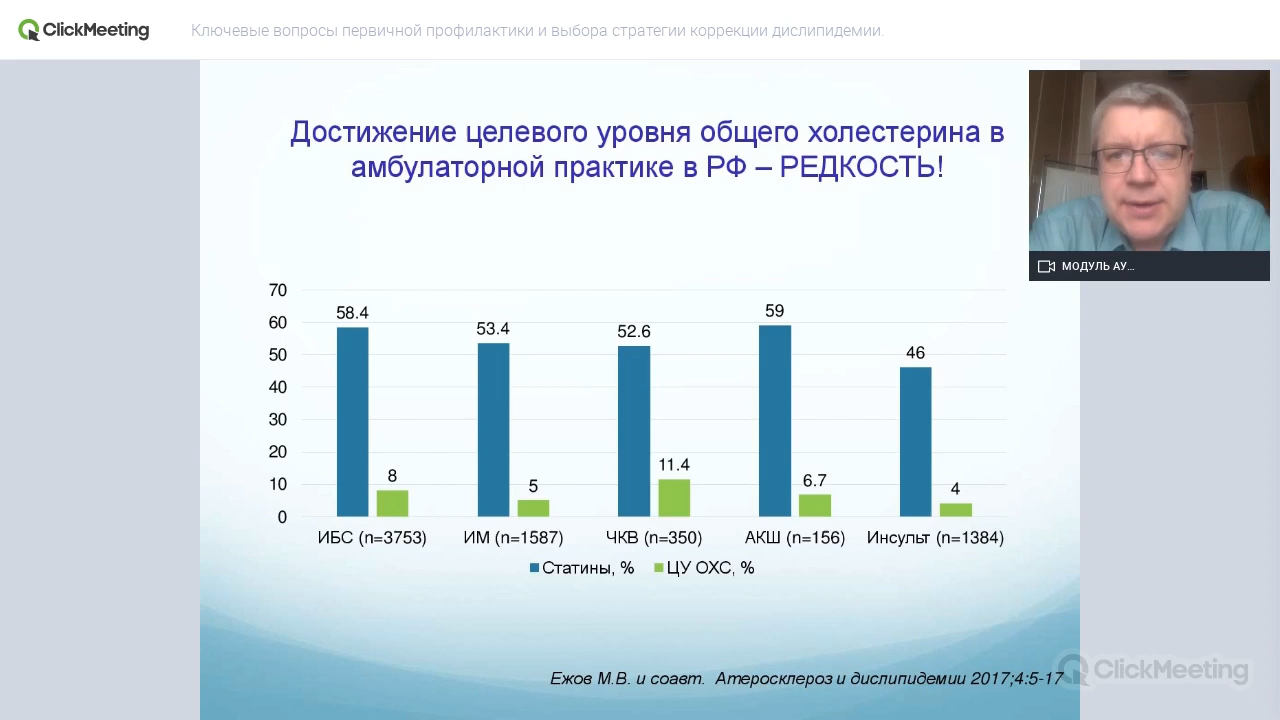 ClickMeeting
Ключевые вопросы первичной профилактики и выбора стратегии коррекции дислипидемии.
Достижение целевого уровня общего холестерина в
амбулаторной практике в РФ – РЕДКОСТЬ!
МОДУЛЬ АУ...
70
60
50
40
30
20
10
0
58.4
8
53.4
5
52.6
11.4
59
6.7
46
4
ИБС (n=3753)
ИМ (n=1587)
ЧКВ (n=350)
АКШ (n=156)
Инсульт (n=1384)
Статины, %
ЦУ ОХС, %
Ежов М.В. и соавт. Атеросклероз и дислипидемии 2017;4:5-17
ClickMeeting